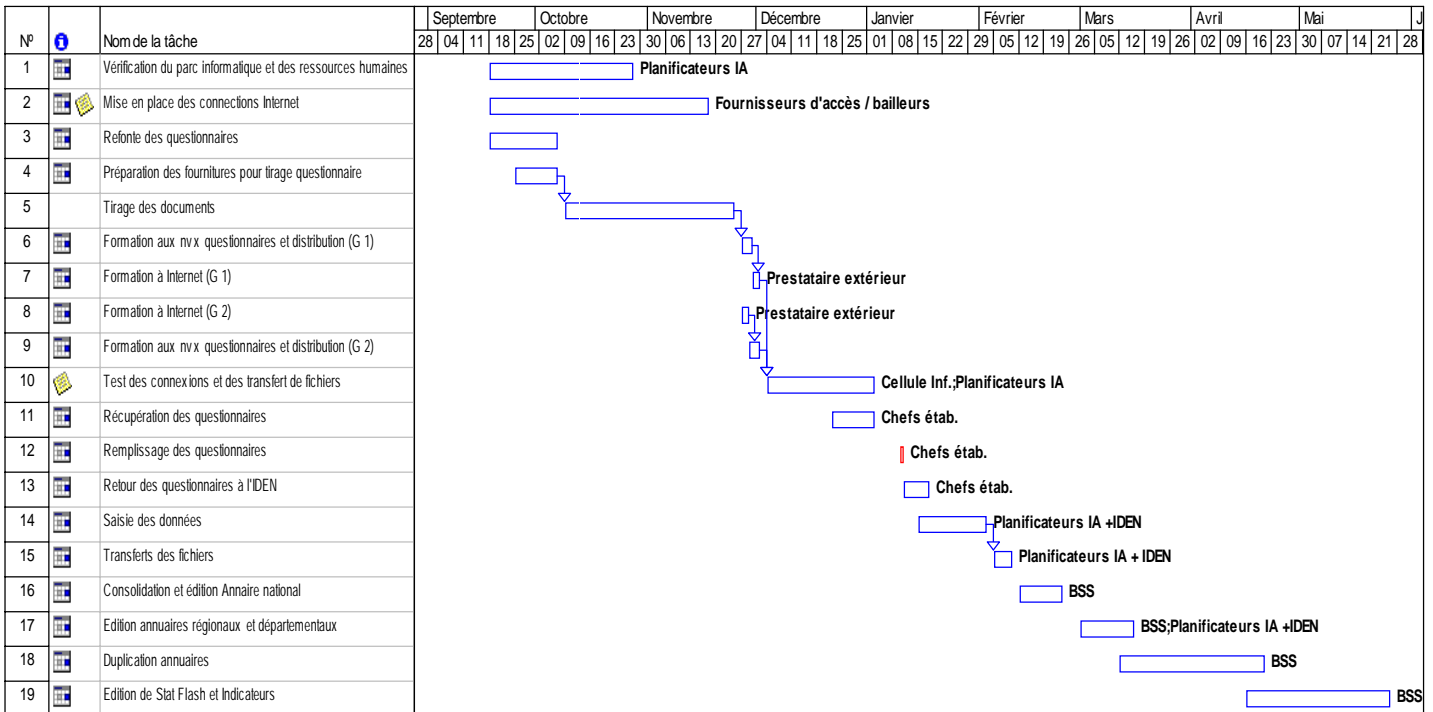 Septembre Octobre Novembre Décembre Janvier Février Mars Avril Mai J
Nº Nom de la tâche 28 04 11 18 25 02 09 16 23 30 06 13 20 27 04 11 18 25 01 08 15 22 29 05 12 19 26 05 12 19 26 02 09 16 23 30 07 14 21 28
1 Vérification du parc informatique et des ressources humaines Planificateurs IA
2 Mise en place des connections Internet Fournisseurs d'accès / bailleurs
3 Refonte des questionnaires
4 Préparation des fournitures pour tirage questionnaire
5 Tirage des documents
6 Formation aux nvx questionnaires et distribution (G 1)
7 Formation à Internet (G 1) Prestataire extérieur
8 Formation à Internet (G 2) Prestataire extérieur
9 Formation aux nvx questionnaires et distribution (G 2)
10 Test des connexions et des transfert de fichiers Cellule Inf.;Planificateurs IA
11 Récupération des questionnaires Chefs étab.
12 Remplissage des questionnaires Chefs étab.
13 Retour des questionnaires à l'IDEN Chefs étab.
14 Saisie des données Planificateurs IA +IDEN
15 Transferts des fichiers Planificateurs IA + IDEN
16 Consolidation et édition Annaire national BSS
17 Edition annuaires régionaux et départementaux BSS;Planificateurs IA +IDEN
18 Duplication annuaires BSS
19 Edition de Stat Flash et Indicateurs BSS